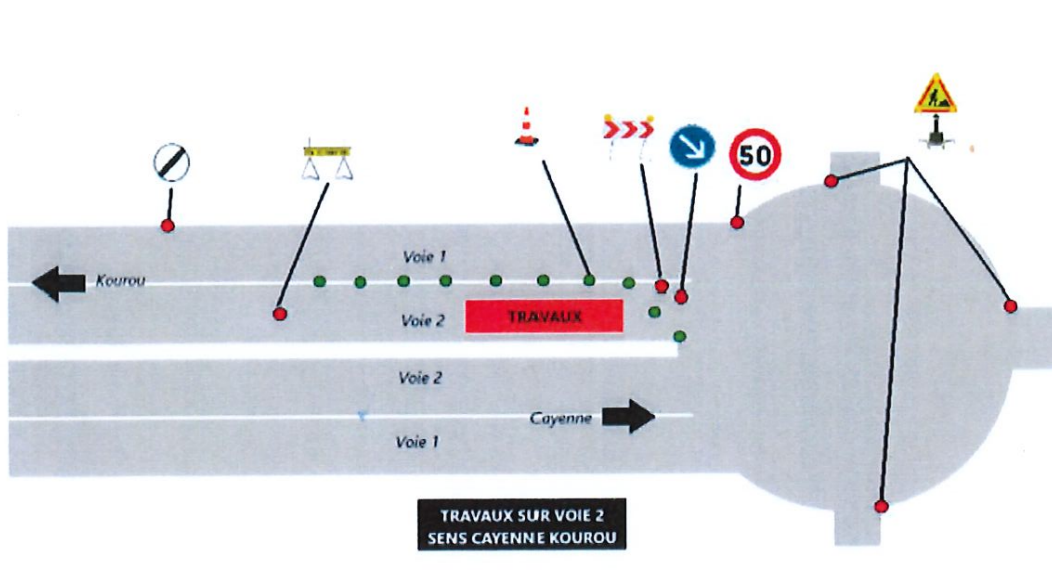 50
Voie 1
Kourou
Voie 2
TRAVAUX
Voie 2
Cayenne
Voie 1
TRAVAUX SUR VOIE 2
SENS CAYENNE KOUROU